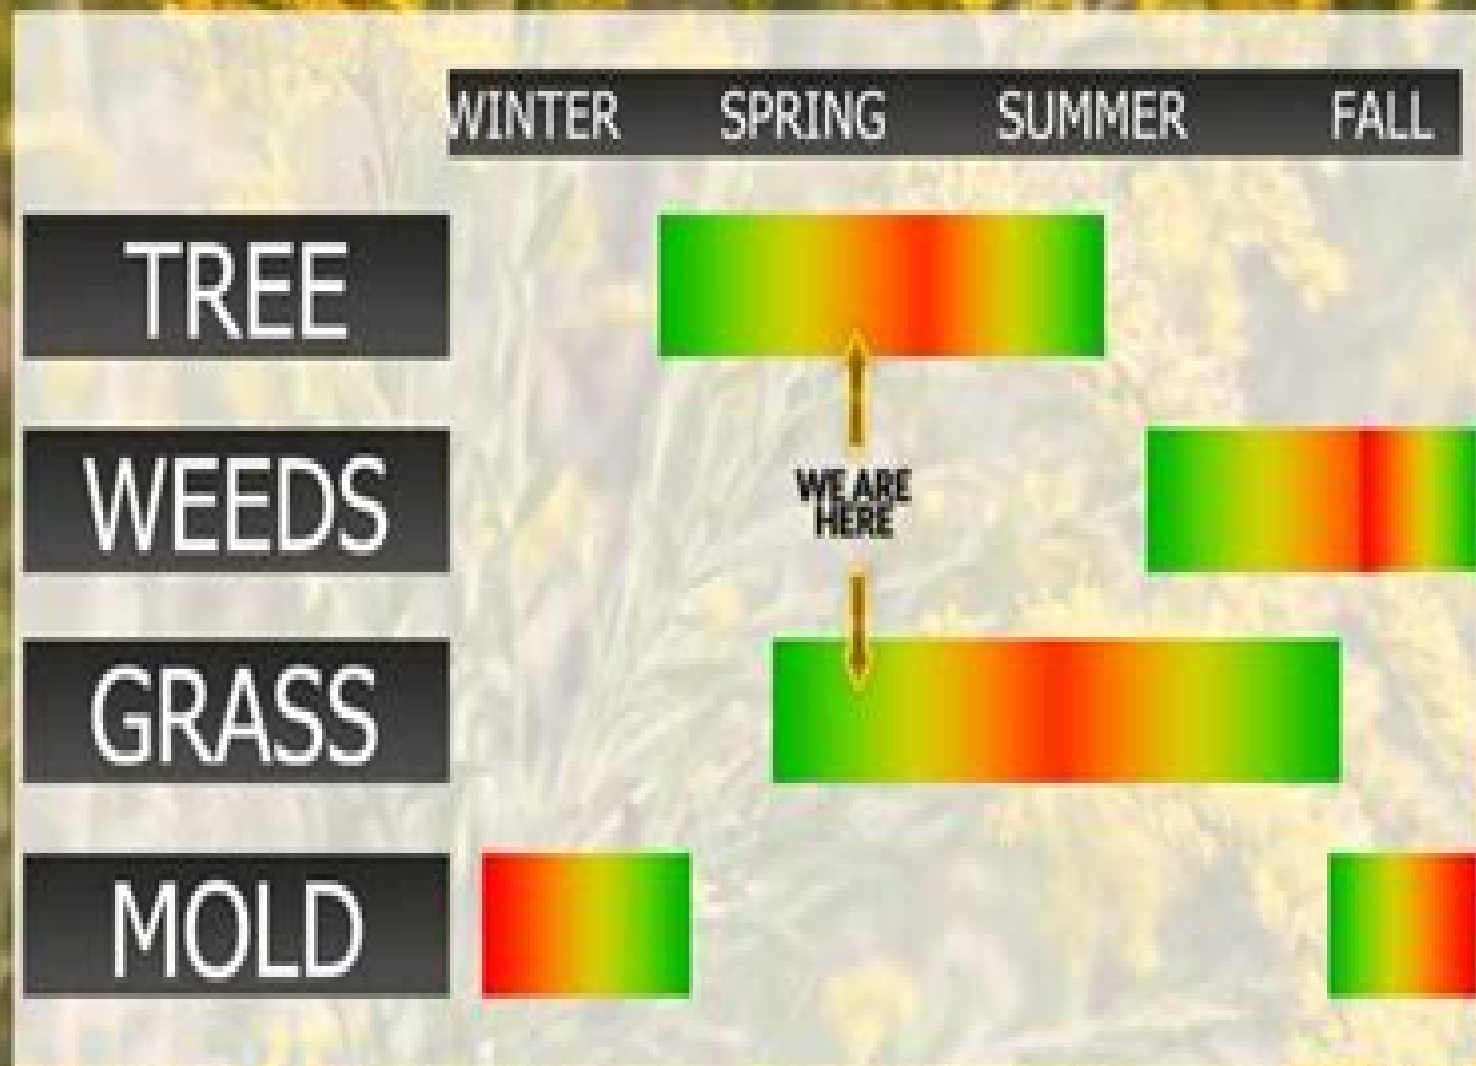 WINTER SPRING SUMMER FALL
TREE
WEEDS
WE ARE
HERE
GRASS
MOLD